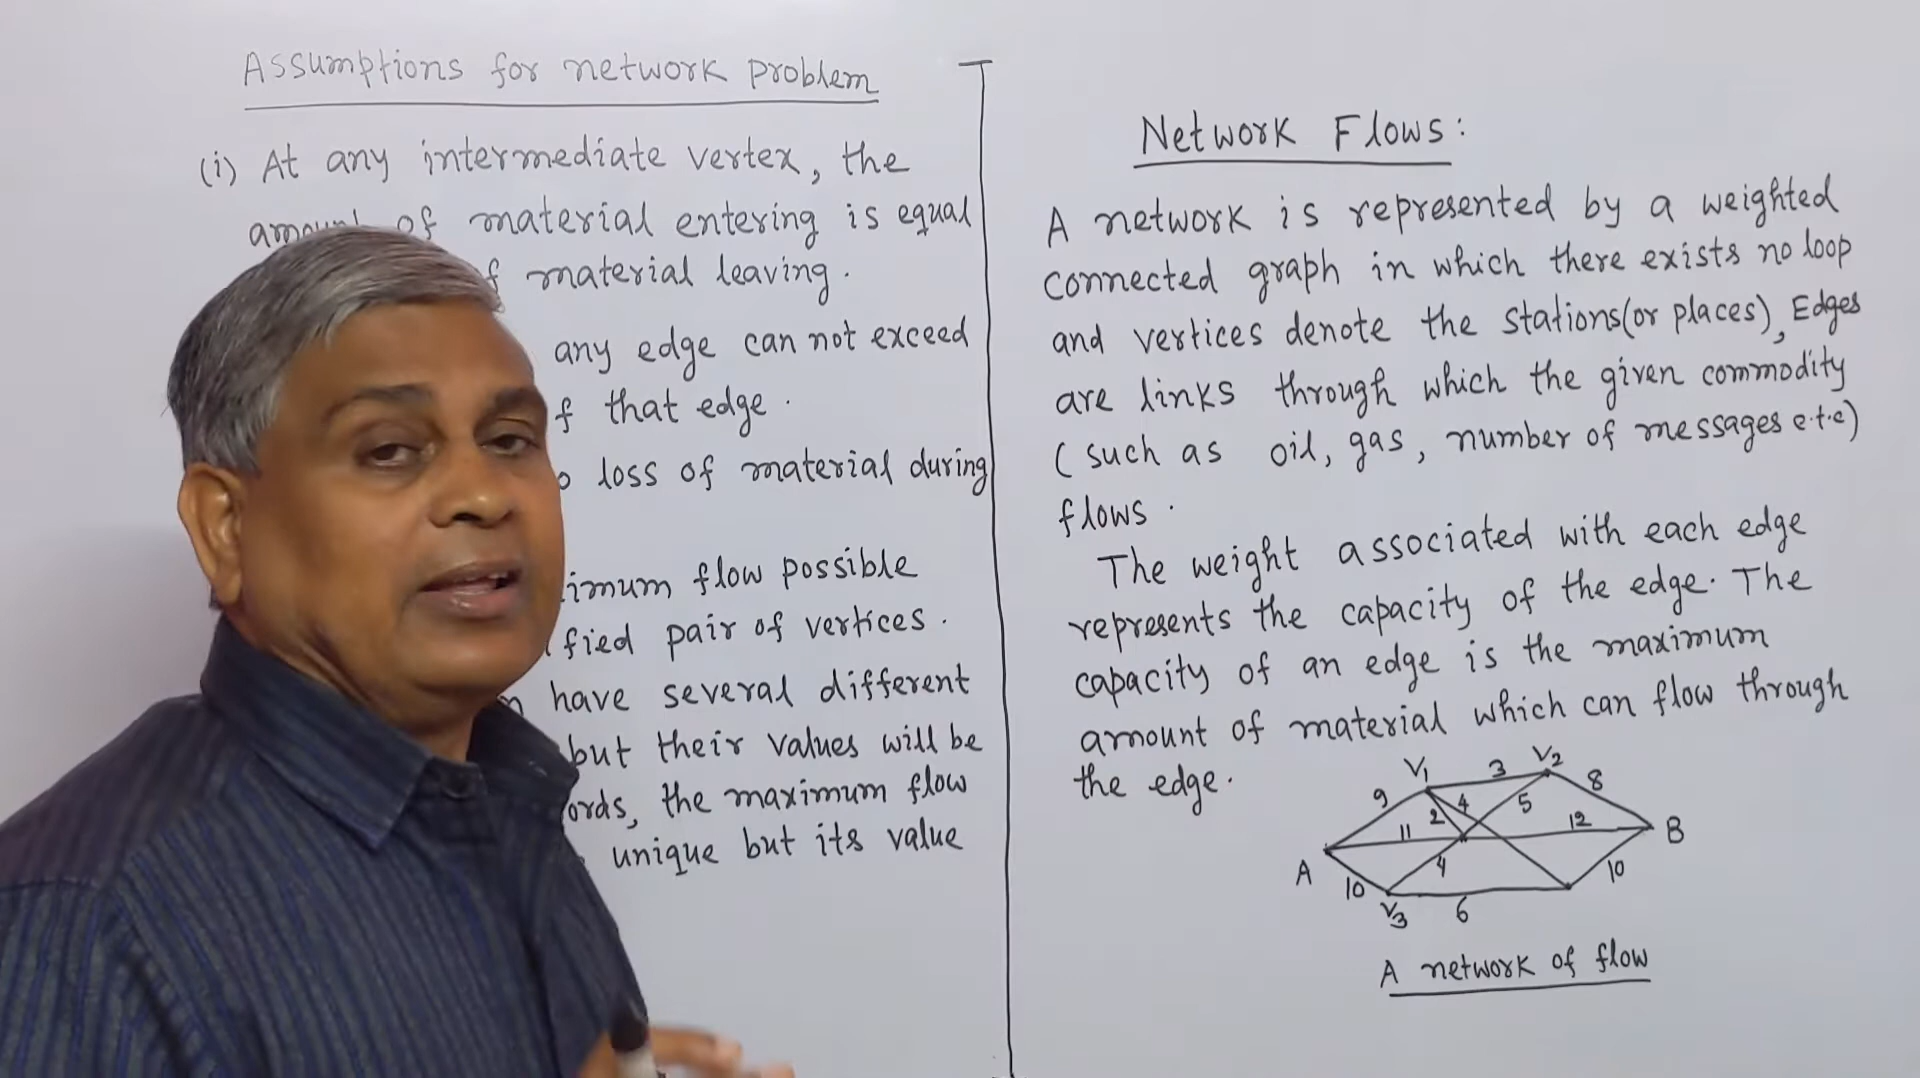 Assumptions for network problem
(i) At any intermediate vertex, the
amount of material entering is equal
material leaving.
any edge can not exceed
that edge.
loss of material during
flow possible
pair of vertices.
have several different
but their values will be
the maximum flow
unique but its value
Network Flows:
A network is represented by a weighted
connected graph in which there exists no loop
and vertices denote the stations(or places), Edges
are links through which the given commodity
(such as oil, gas, number of messages e.t.c)
flows.
The weight associated with each edge
represents the capacity of the edge. The
capacity of an edge is the maximum
amount of material which can flow through
the edge.
V1 3 V2
9 2 4 5 8
A 11 12 B
10 4 10
V3 6
A network of flow